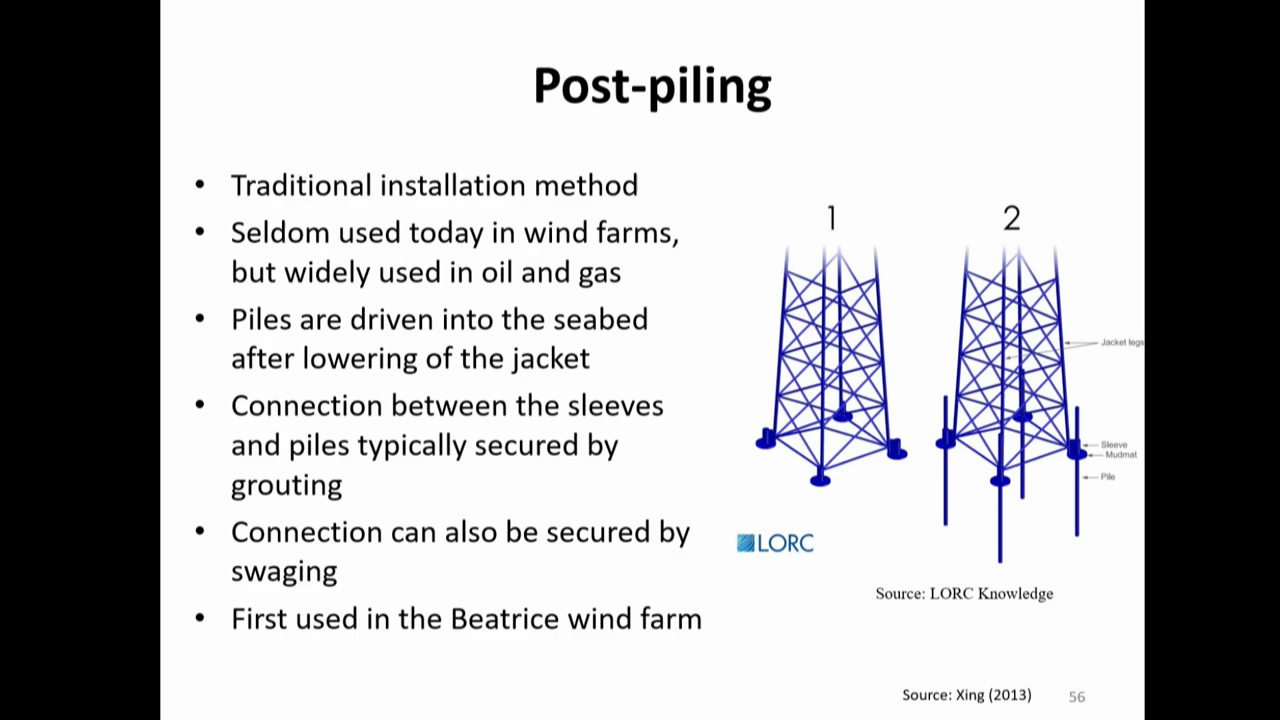 Post-piling
• Traditional installation method
• Seldom used today in wind farms,
but widely used in oil and gas
• Piles are driven into the seabed
after lowering of the jacket
• Connection between the sleeves
and piles typically secured by
grouting
• Connection can also be secured by
swaging
• First used in the Beatrice wind farm
1
2
Jacket legs
Sleeve
Mudmat
Pile
LORC
Source: LORC Knowledge
Source: Xing (2013)
56